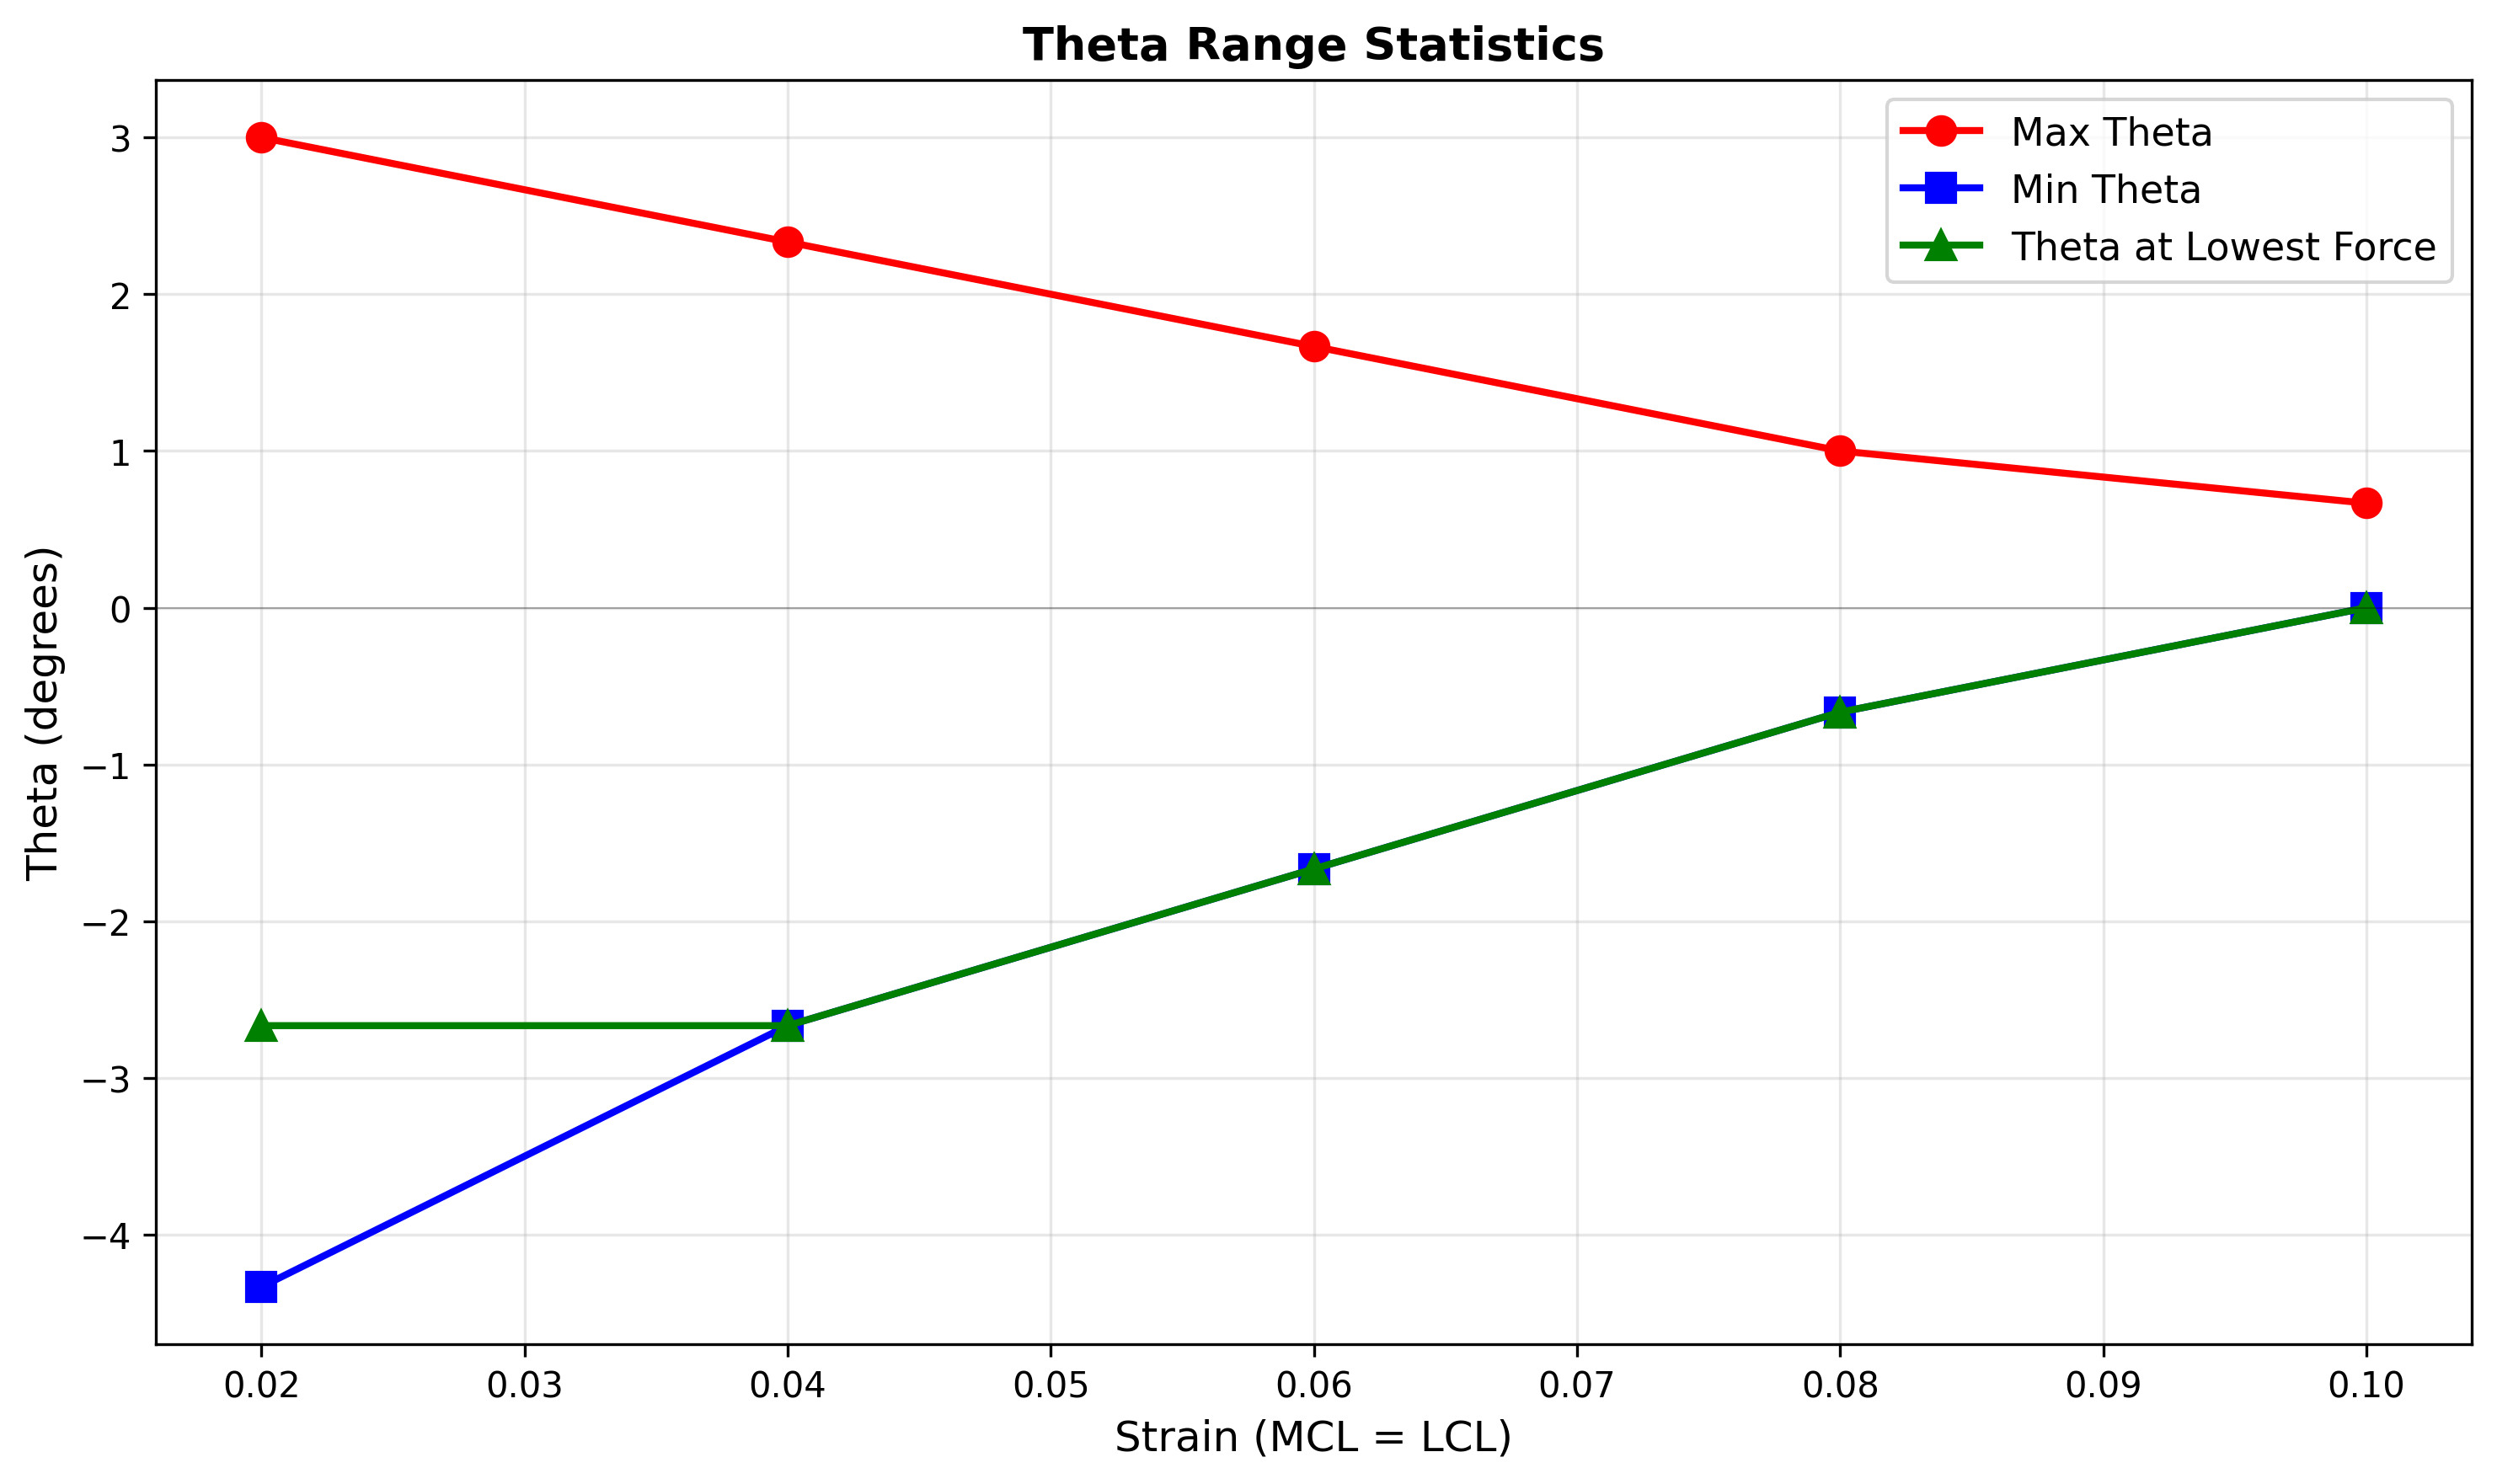 Theta Range Statistics
Max Theta
Min Theta
Theta at Lowest Force
Theta (degrees)
3
2
1
0
−1
−2
−3
−4
0.02 0.03 0.04 0.05 0.06 0.07 0.08 0.09 0.10
Strain (MCL = LCL)